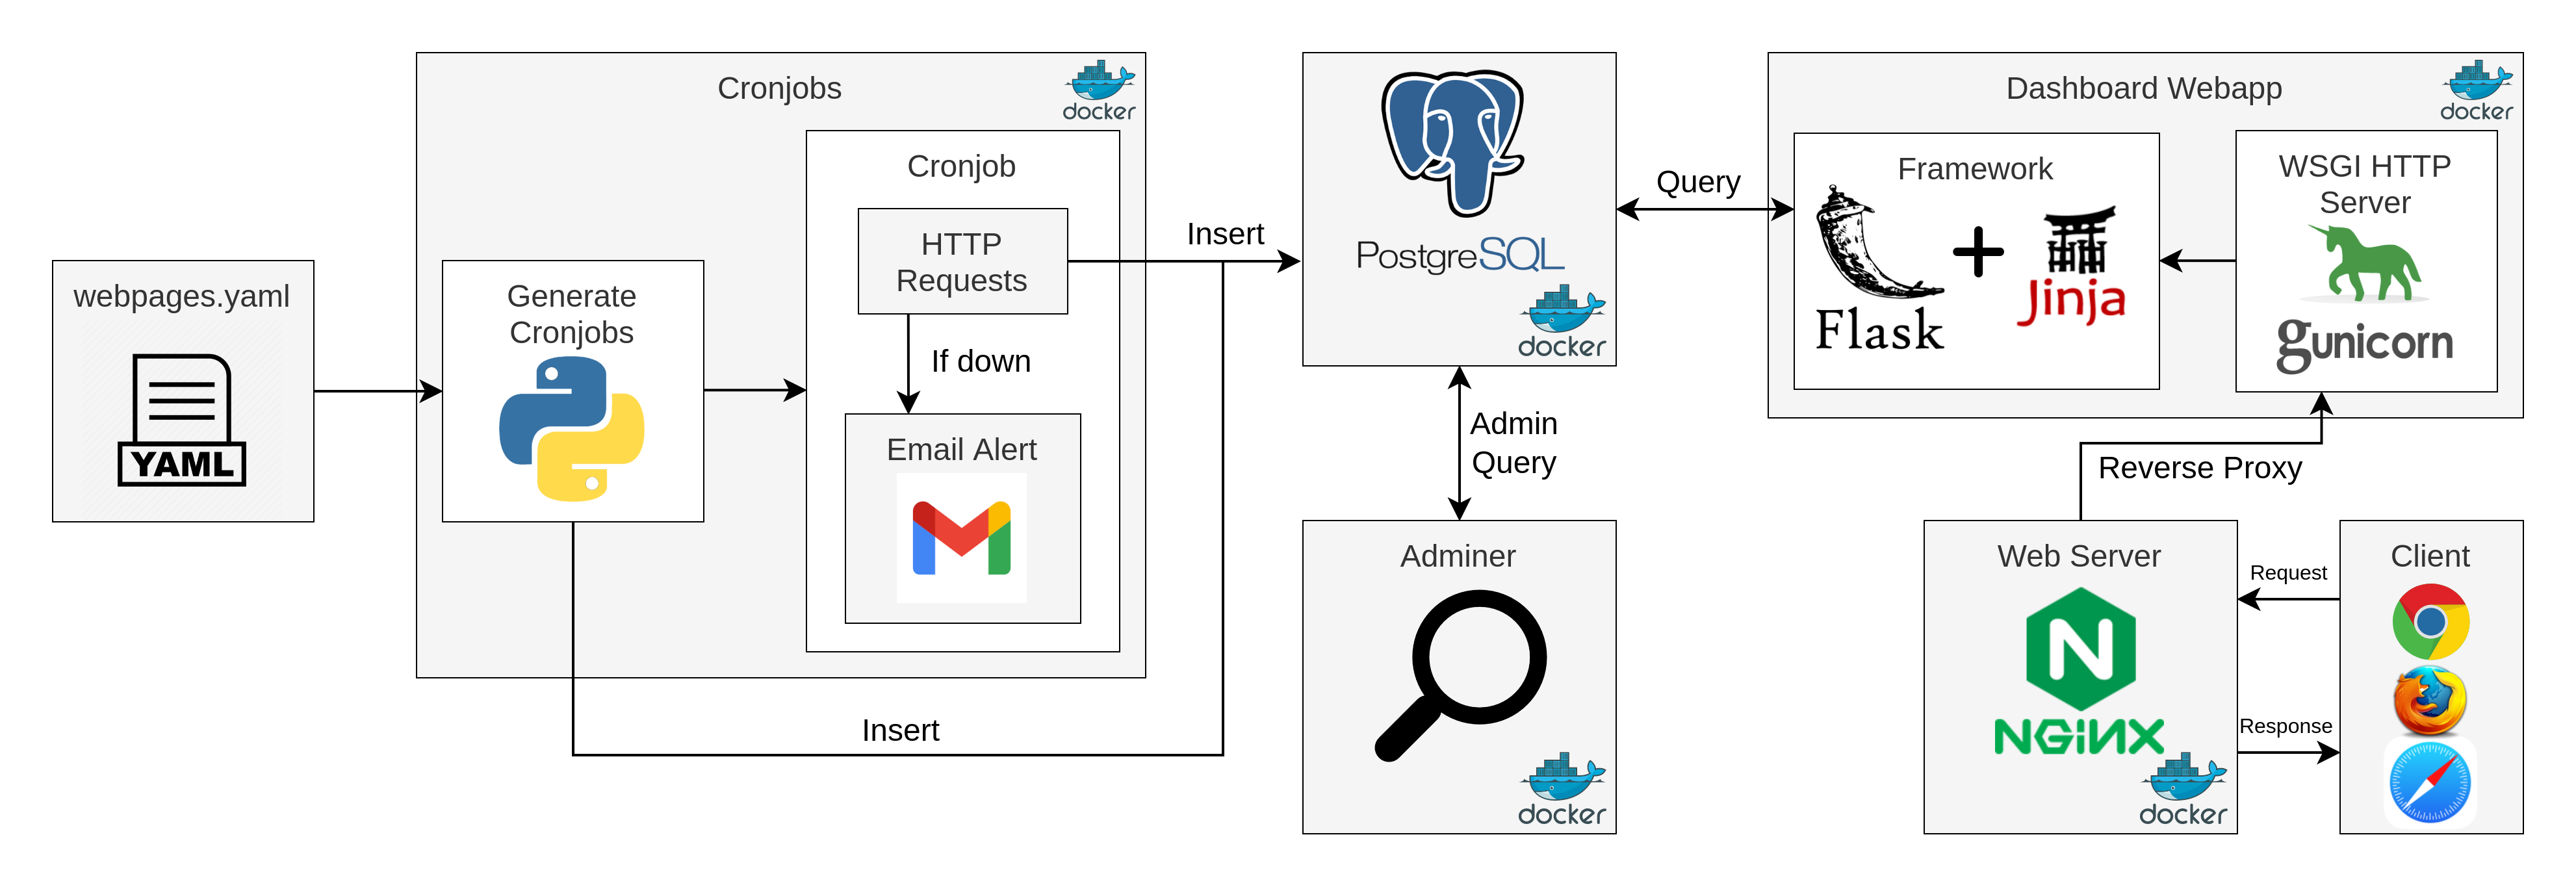 webpages.yaml
YAML
Cronjobs
docker
Generate
Cronjobs
Cronjob
HTTP
Requests
If down
Email Alert
Insert
Insert
PostgreSQL
docker
Admin
Query
Adminer
docker
Query
Dashboard Webapp
docker
Framework
Flask
Jinja
WSGI HTTP
Server
gunicorn
Reverse Proxy
Web Server
N
NGiNX
docker
Request
Response
Client